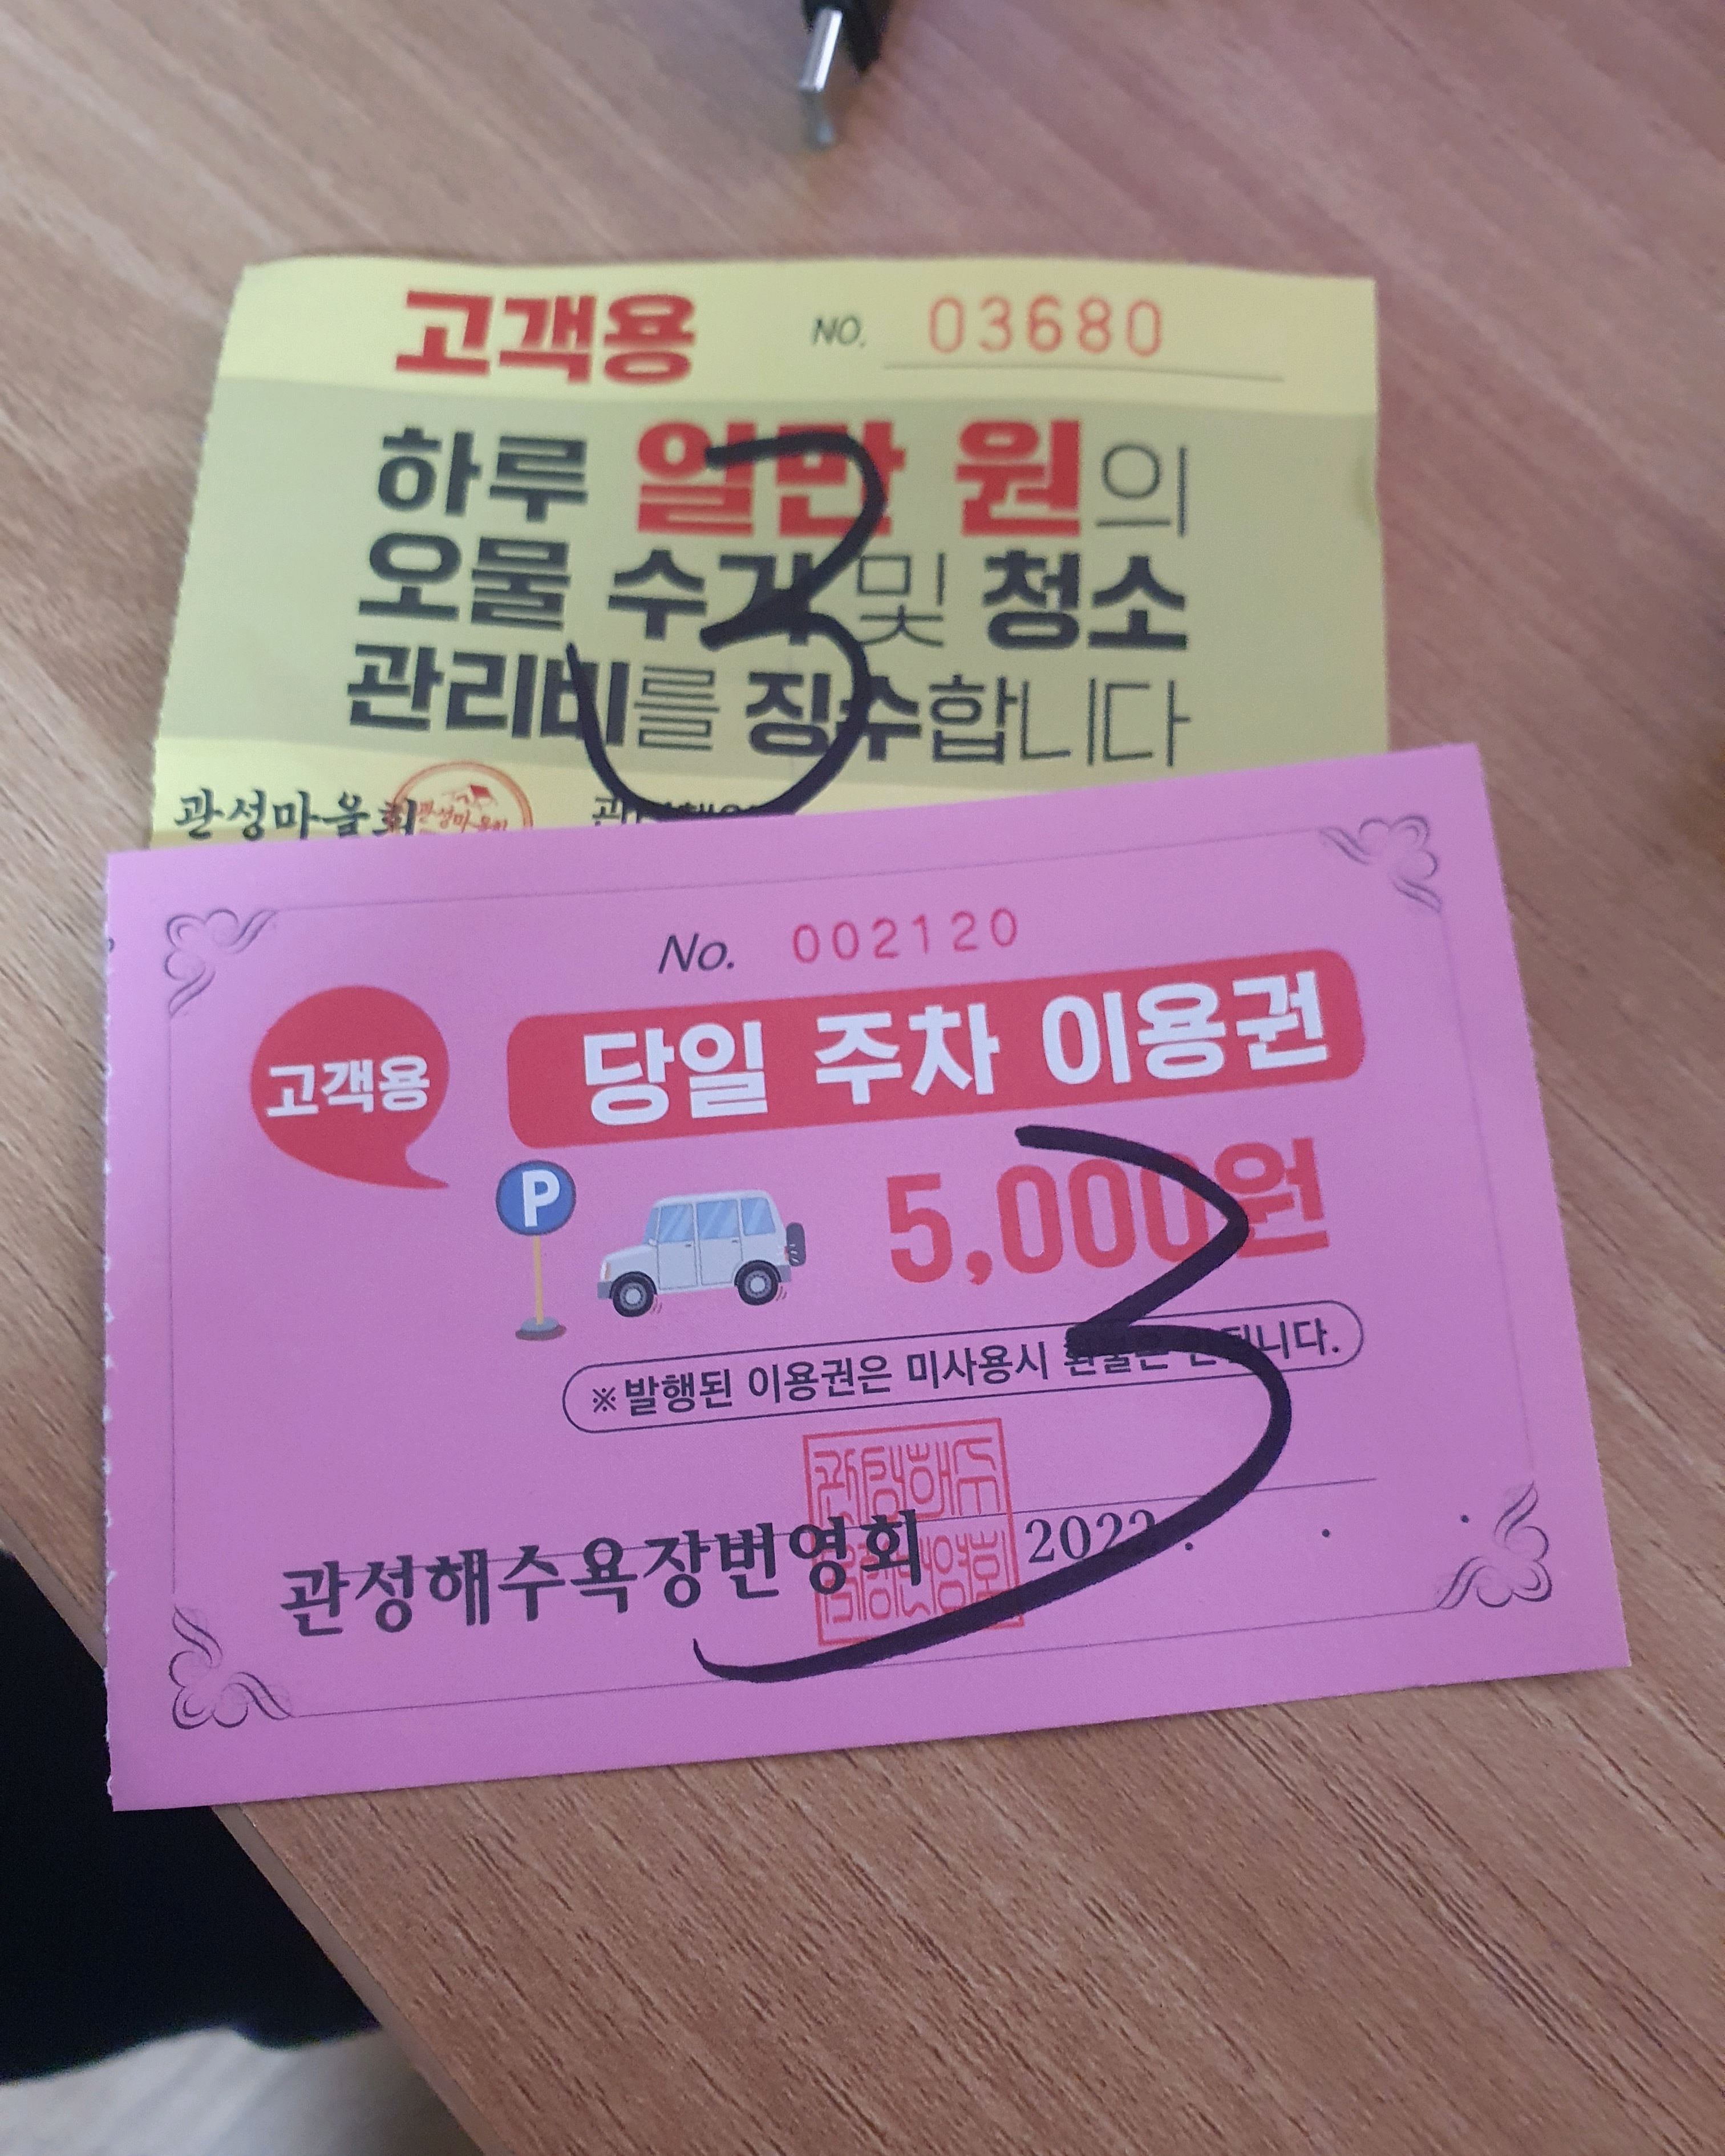 고객용 NO. 03680
하루 일만 원의
오물 수거 및 청소
관리비를 징수합니다
관성마을회
3
No. 002120
고객용
당일 주차 이용권
P
5,000원
※발행된 이용권은 미사용시 환불은 안됩니다.
관성해수욕장번영회 2022 . . .
3